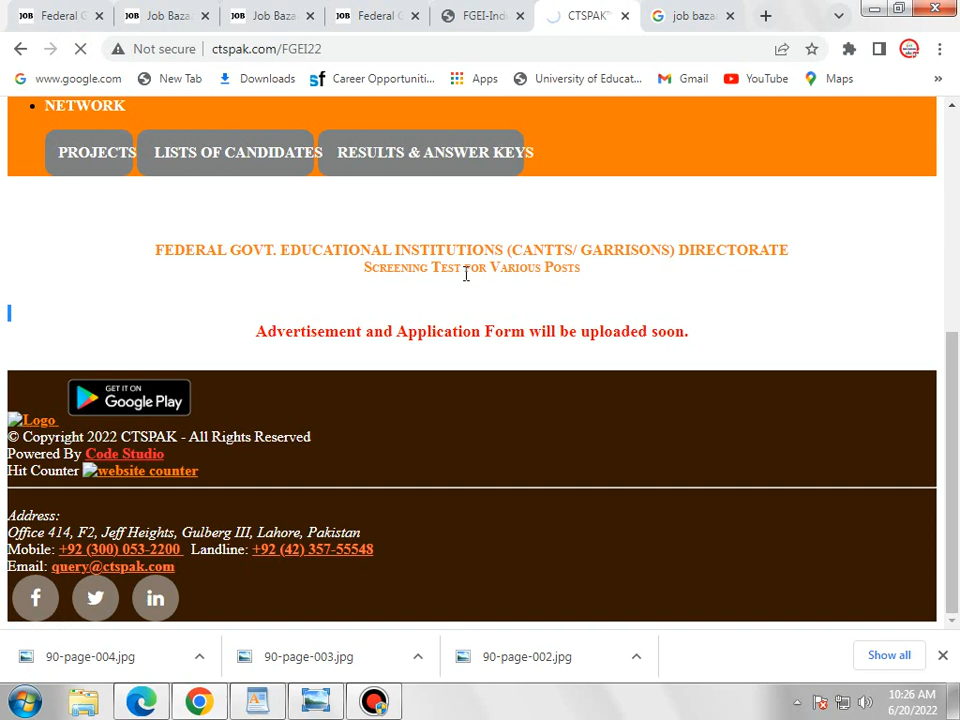 Federal G
Job Baza
Job Baza
Federal G
FGEI-Ind
CTSPAK
job baza
Not secure
ctspak.com/FGEI22
www.google.com
New Tab
Downloads
Career Opportuniti...
Apps
University of Educat...
Gmail
YouTube
Maps
»
NETWORK
PROJECTS
LISTS OF CANDIDATES
RESULTS & ANSWER KEYS
FEDERAL GOVT. EDUCATIONAL INSTITUTIONS (CANTTS/ GARRISONS) DIRECTORATE
SCREENING TEST FOR VARIOUS POSTS
Advertisement and Application Form will be uploaded soon.
GET IT ON
Google Play
Logo
© Copyright 2022 CTSPAK - All Rights Reserved
Powered By Code Studio
Hit Counter website counter
Address:
Office 414, F2, Jeff Heights, Gulberg III, Lahore, Pakistan
Mobile: +92 (300) 053-2200 Landline: +92 (42) 357-55548
Email: query@ctspak.com
90-page-004.jpg
90-page-003.jpg
90-page-002.jpg
Show all
10:26 AM
6/20/2022